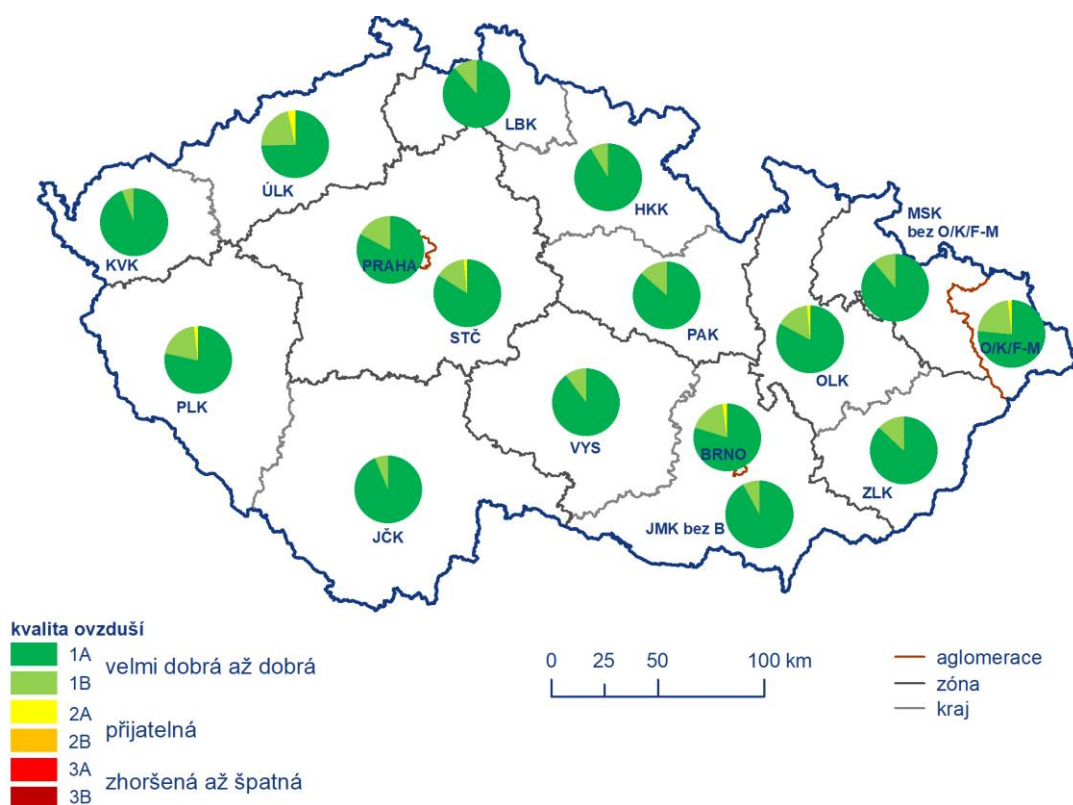 LBK
ÚLK
HKK
MSK
bez O/K/F-M
KVK
PRAHA
STČ
PAK
O/K/F-M
OLK
PLK
VYS
BRNO
ZLK
JČK
JMK bez B
kvalita ovzduší
1A
velmi dobrá až dobrá
1B
2A
přijatelná
2B
3A
zhoršená až špatná
3B
0 25 50 100 km
aglomerace
zóna
kraj